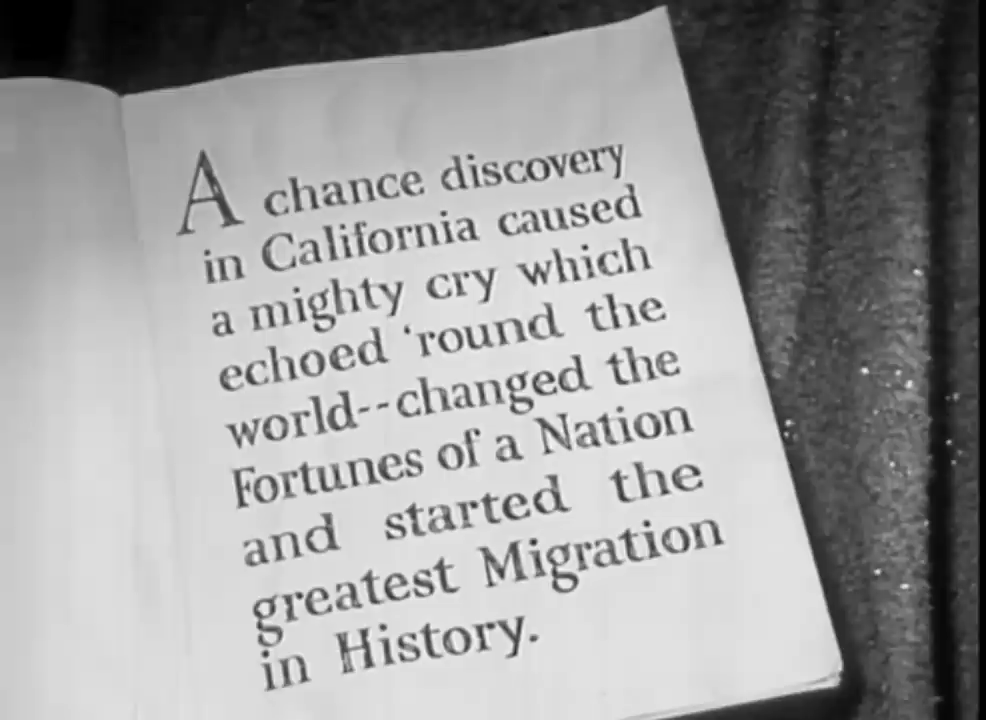 A chance discovery
in California caused
a mighty cry which
echoed ‘round the
world--changed the
Fortunes of a Nation
and started the
greatest Migration
in History.